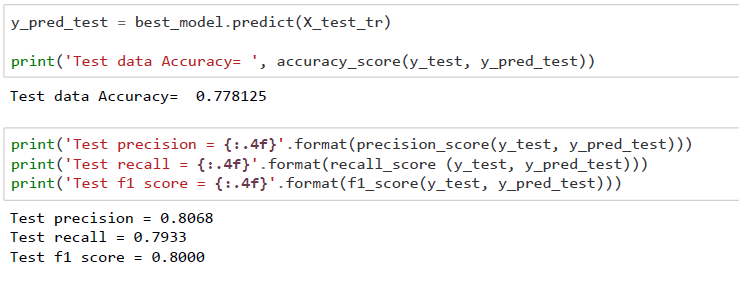 y_pred_test = best_model.predict(X_test_tr)
print('Test data Accuracy= ', accuracy_score(y_test, y_pred_test))
Test data Accuracy=  0.778125
print('Test precision = {:.4f}'.format(precision_score(y_test, y_pred_test)))
print('Test recall = {:.4f}'.format(recall_score (y_test, y_pred_test)))
print('Test f1 score = {:.4f}'.format(f1_score(y_test, y_pred_test)))
Test precision = 0.8068
Test recall = 0.7933
Test f1 score = 0.8000